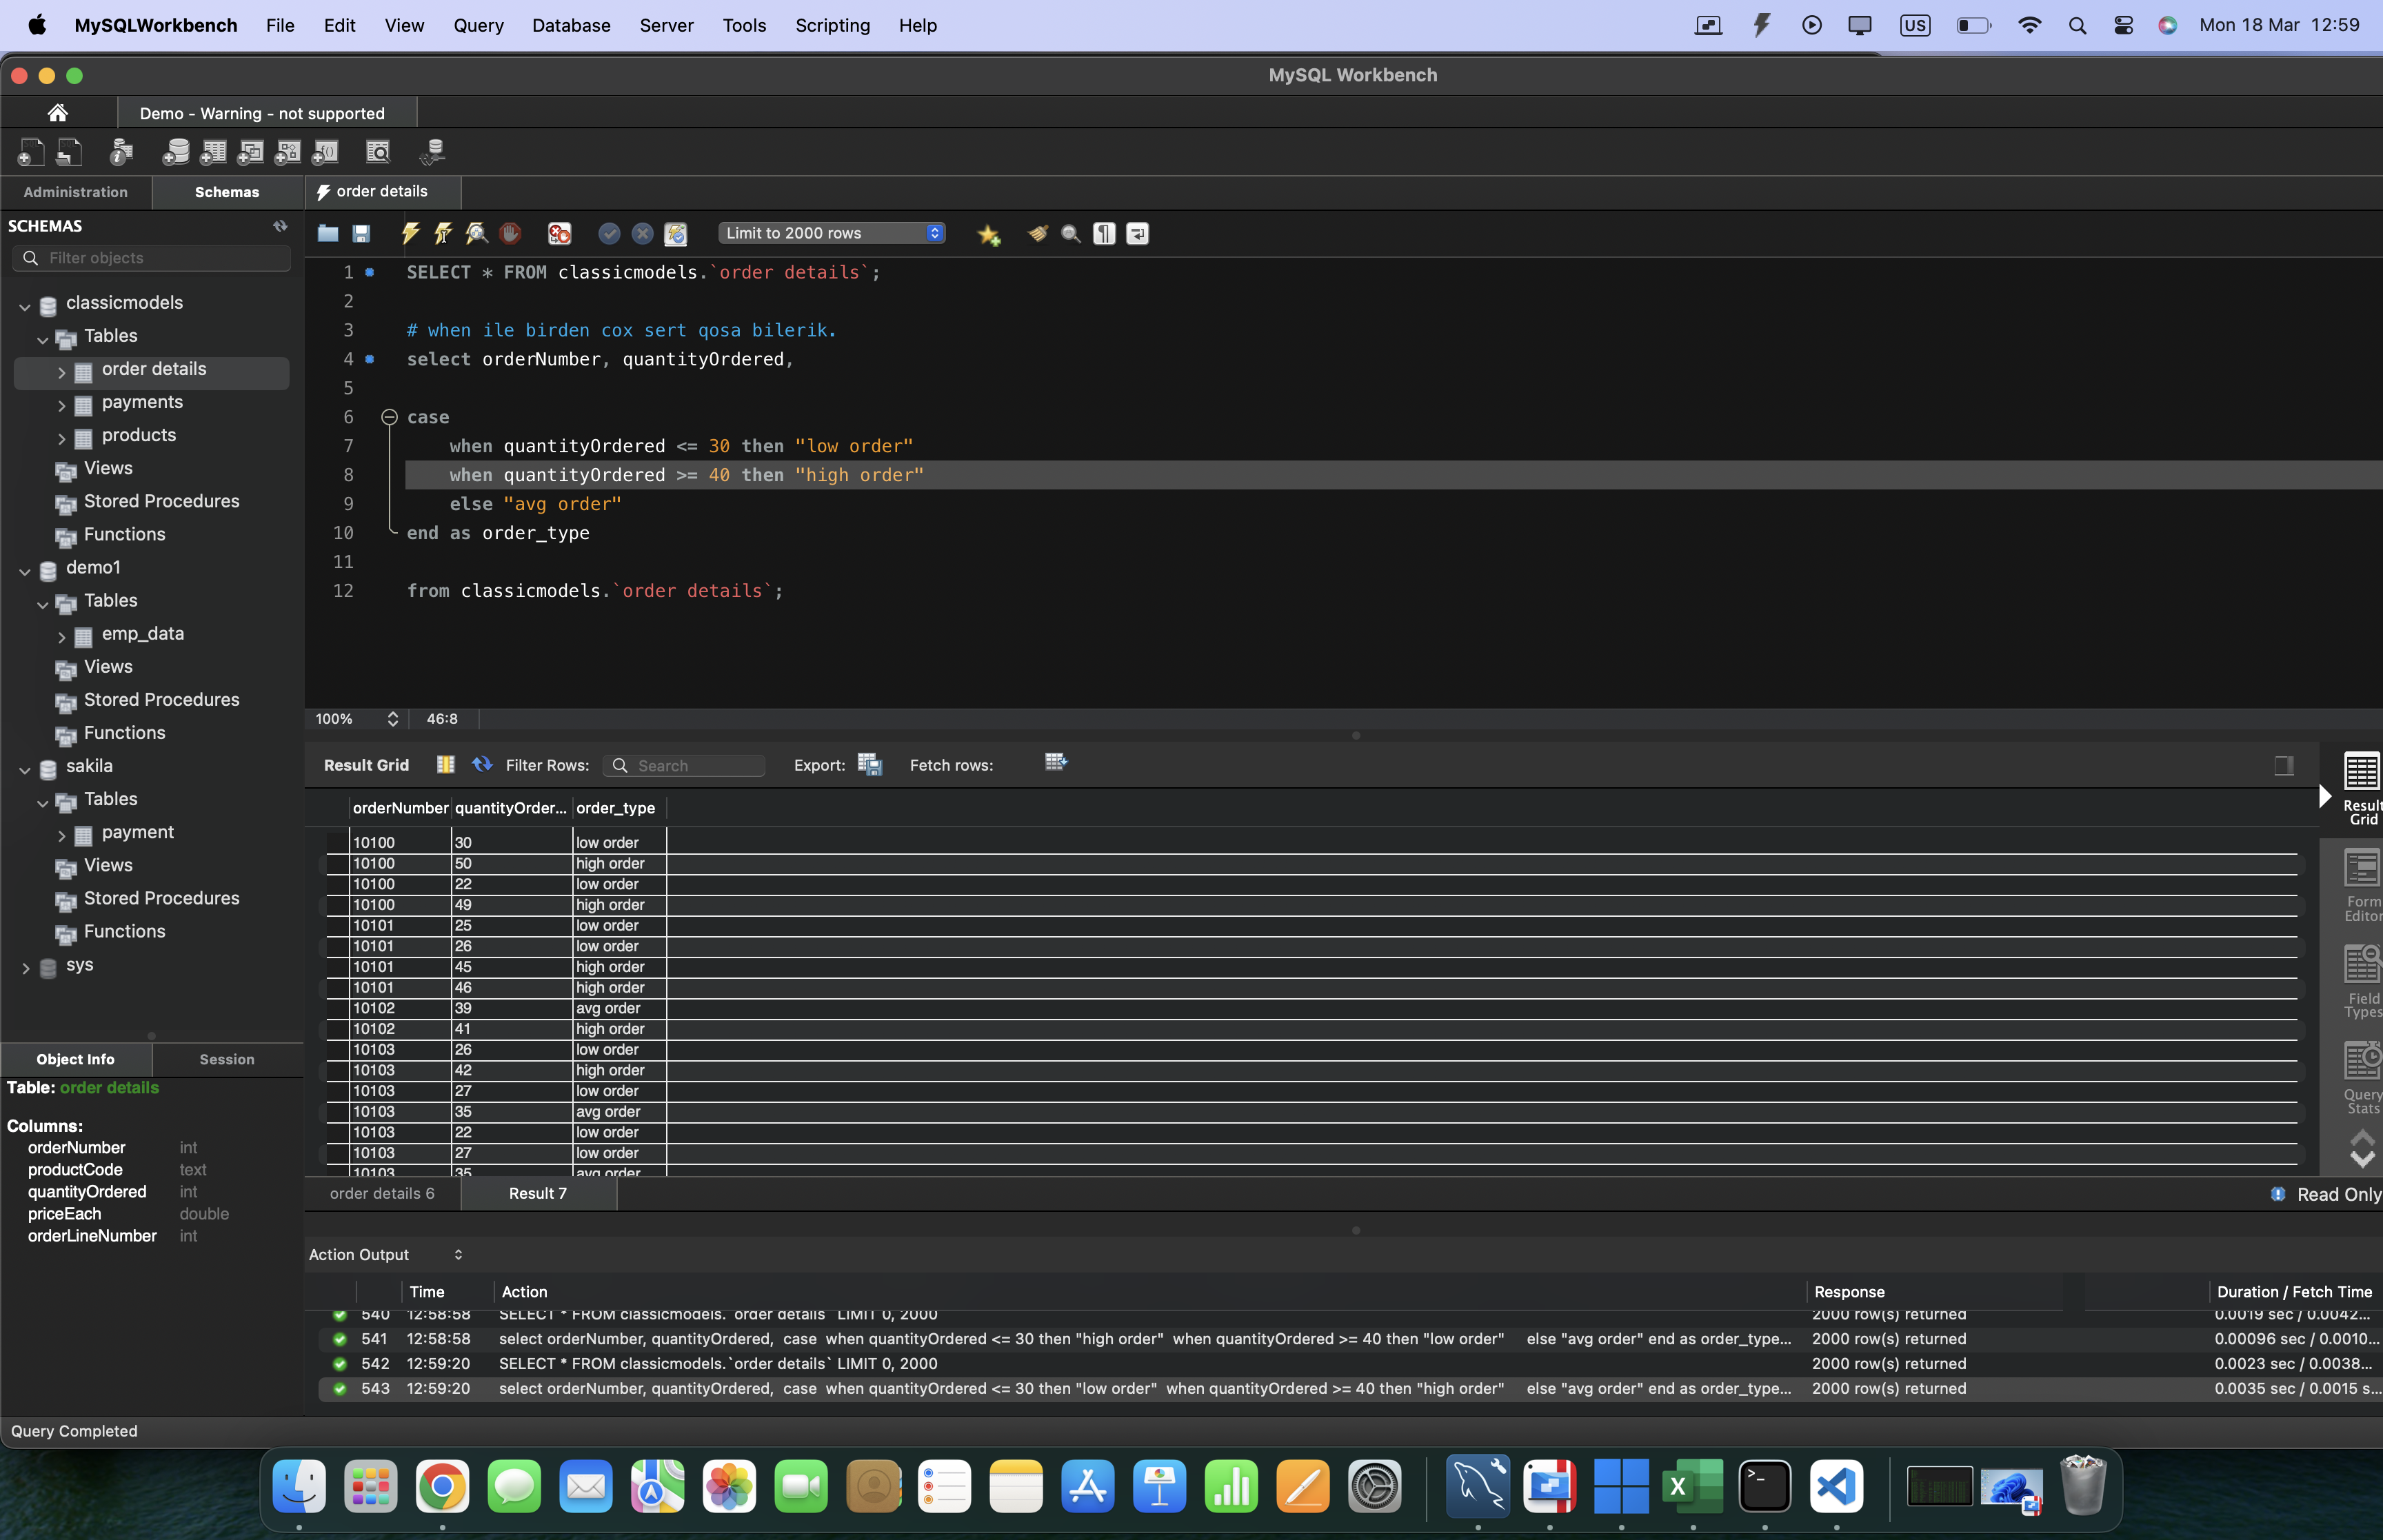 MySQLWorkbench File Edit View Query Database Server Tools Scripting Help US Mon 18 Mar 12:59
MySQL Workbench
Demo - Warning - not supported
Administration Schemas order details
SCHEMAS
Limit to 2000 rows
Filter objects
classicmodels
Tables
order details
payments
products
Views
Stored Procedures
Functions
demo1
Tables
emp_data
Views
Stored Procedures
Functions
sakila
Tables
payment
Views
Stored Procedures
Functions
sys
Object Info Session
Table: order details
Columns:
orderNumber int
productCode text
quantityOrdered int
priceEach double
orderLineNumber int
1 SELECT * FROM classicmodels.`order details`;
2
3 # when ile birden cox sert qosa bilerik.
4 select orderNumber, quantityOrdered,
5
6 case
7 when quantityOrdered <= 30 then "low order"
8 when quantityOrdered >= 40 then "high order"
9 else "avg order"
10 end as order_type
11
12 from classicmodels.`order details`;
100% 46:8
Result Grid Filter Rows: Search Export: Fetch rows:
orderNumber quantityOrder... order_type
10100 30 low order
10100 50 high order
10100 22 low order
10100 49 high order
10101 25 low order
10101 26 low order
10101 45 high order
10101 46 high order
10102 39 avg order
10102 41 high order
10103 26 low order
10103 42 high order
10103 27 low order
10103 35 avg order
10103 22 low order
10103 27 low order
10103 35 avg order
Result
Grid
Form
Editor
Field
Types
Query
Stats
order details 6 Result 7 Read Only
Action Output
Time Action Response Duration / Fetch Time
540 12:58:58 SELECT * FROM classicmodels.`order details` LIMIT 0, 2000 2000 row(s) returned 0.0019 sec / 0.0042...
541 12:58:58 select orderNumber, quantityOrdered, case when quantityOrdered <= 30 then "high order" when quantityOrdered >= 40 then "low order" else "avg order" end as order_type... 2000 row(s) returned 0.00096 sec / 0.0010...
542 12:59:20 SELECT * FROM classicmodels.`order details` LIMIT 0, 2000 2000 row(s) returned 0.0023 sec / 0.0038...
543 12:59:20 select orderNumber, quantityOrdered, case when quantityOrdered <= 30 then "low order" when quantityOrdered >= 40 then "high order" else "avg order" end as order_type... 2000 row(s) returned 0.0035 sec / 0.0015 s...
Query Completed